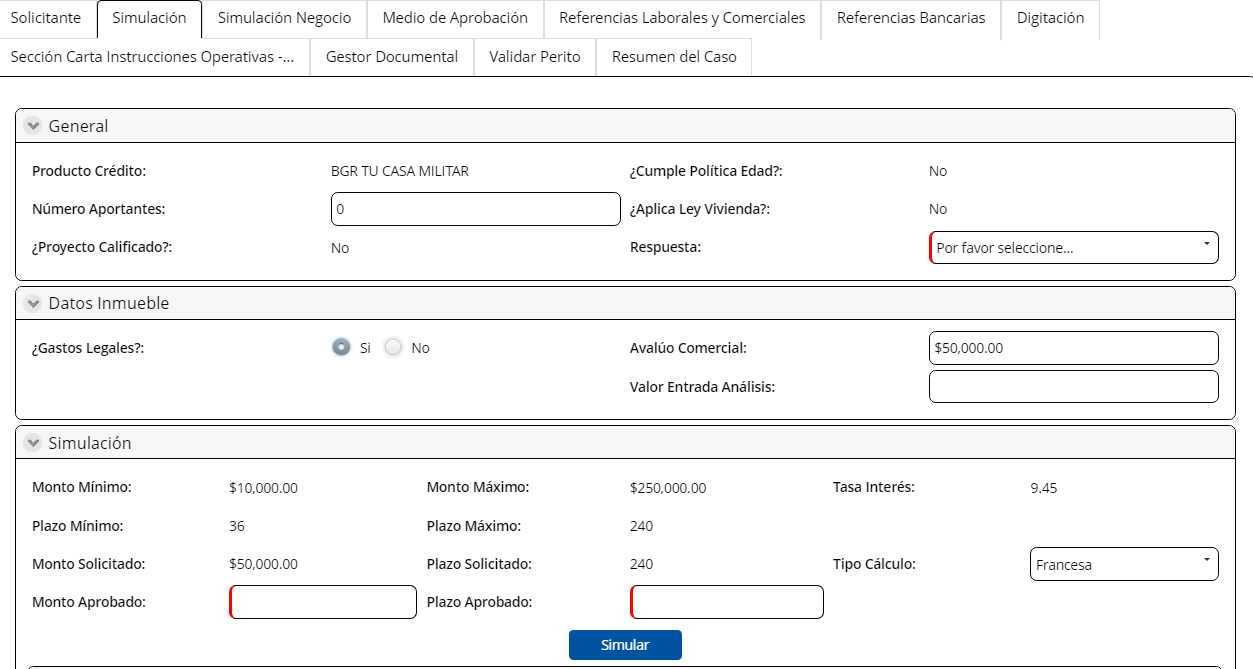 Solicitante Simulación Simulación Negocio Medio de Aprobación Referencias Laborales y Comerciales Referencias Bancarias Digitación
Sección Carta Instrucciones Operativas -... Gestor Documental Validar Perito Resumen del Caso
General
Producto Crédito: BGR TU CASA MILITAR ¿Cumple Política Edad?: No
Número Aportantes: 0 ¿Aplica Ley Vivienda?: No
¿Proyecto Calificado?: No Respuesta: Por favor seleccione...
Datos Inmueble
¿Gastos Legales?: Si No Avalúo Comercial: $50,000.00
Valor Entrada Análisis:
Simulación
Monto Mínimo: $10,000.00 Monto Máximo: $250,000.00 Tasa Interés: 9.45
Plazo Mínimo: 36 Plazo Máximo: 240
Monto Solicitado: $50,000.00 Plazo Solicitado: 240 Tipo Cálculo: Francesa
Monto Aprobado: Plazo Aprobado:
Simular